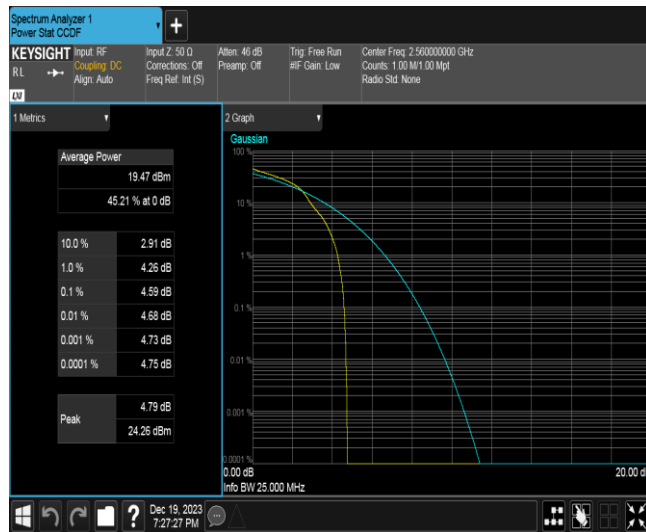 Spectrum Analyzer 1
Power Stat CCDF
+
KEYSIGHT
RL
LXI
Input: RF
Coupling: DC
Align: Auto
Input Z: 50 Ω
Corrections: Off
Freq Ref: Int (S)
Atten: 46 dB
Preamp: Off
Trig: Free Run
#IF Gain: Low
Center Freq: 2.560000000 GHz
Counts: 1.00 M/1.00 Mpt
Radio Std: None
1 Metrics
Average Power
19.47 dBm
45.21 % at 0 dB
10.0 % 2.91 dB
1.0 % 4.26 dB
0.1 % 4.59 dB
0.01 % 4.68 dB
0.001 % 4.73 dB
0.0001 % 4.75 dB
Peak
4.79 dB
24.26 dBm
2 Graph
Gaussian
100 %
10 %
1 %
0.1 %
0.01 %
0.001 %
0.0001 %
0.00 dB 20.00 d
Info BW 25.000 MHz
?
Dec 19, 2023
7:27:27 PM